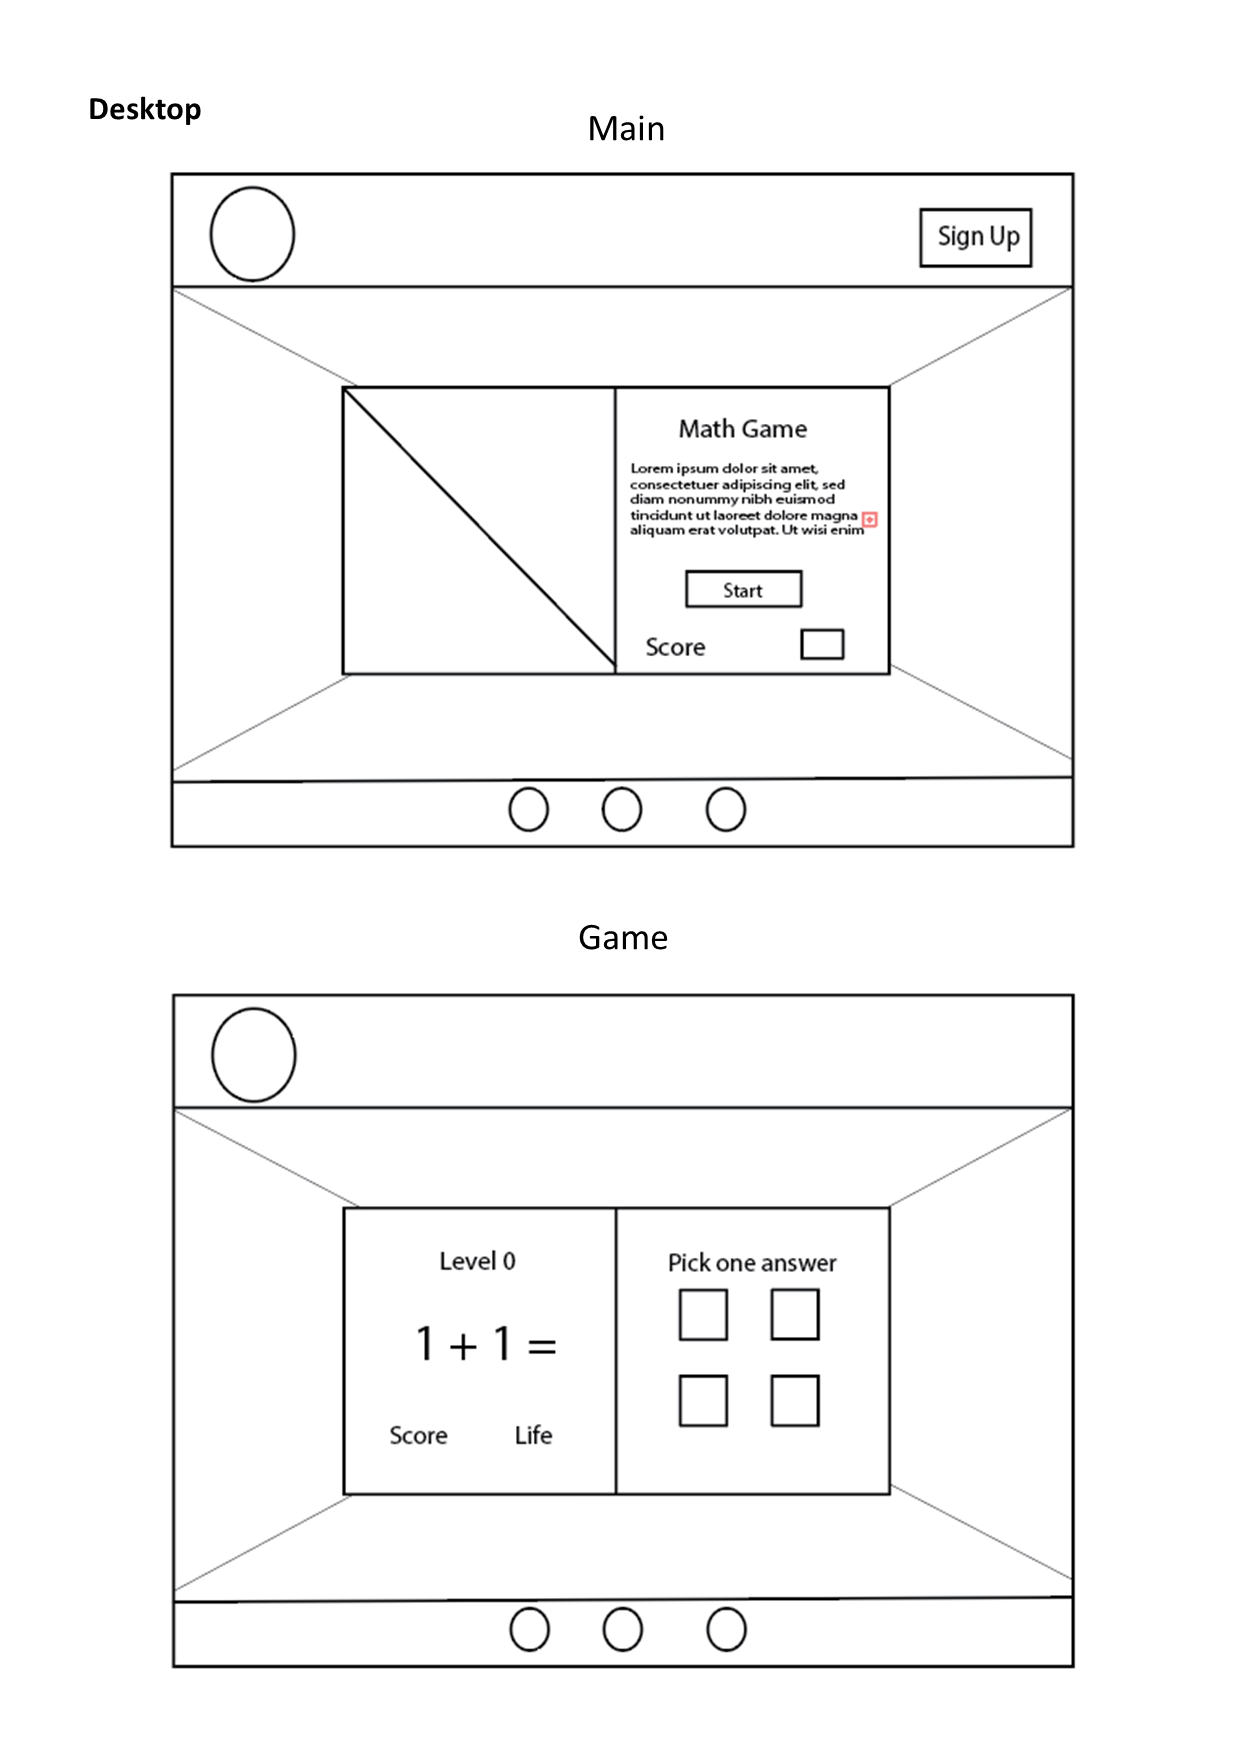 Desktop
Main
Sign Up
Math Game
Lorem ipsum dolor sit amet,
consectetuer adipiscing elit, sed
diam nonummy nibh euismod
tincidunt ut laoreet dolore magna
aliquam erat volutpat. Ut wisi enim
Start
Score
Game
Level 0
1 + 1 =
Score Life
Pick one answer